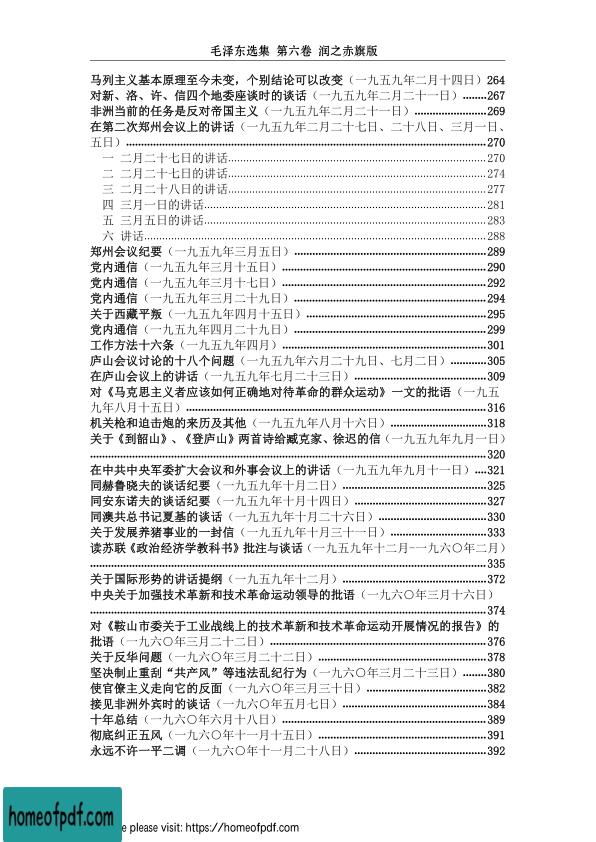 毛泽东选集 第六卷 润之赤旗版
马列主义基本原理至今未变，个别结论可以改变（一九五九年二月十四日）264
对新、洛、许、信四个地委座谈时的谈话（一九五九年二月二十一日）........267
非洲当前的任务是反对帝国主义（一九五九年二月二十一日）........................269
在第二次郑州会议上的讲话（一九五九年二月二十七日、二十八日、三月一日、
五日）........................................270
一 二月二十七日的讲话........................................270
二 二月二十七日的讲话........................................274
三 二月二十八日的讲话........................................277
四 三月一日的讲话........................................281
五 三月五日的讲话........................................283
六 讲话........................................288
郑州会议纪要（一九五九年三月五日）........................................289
党内通信（一九五九年三月十五日）........................................290
党内通信（一九五九年三月十七日）........................................292
党内通信（一九五九年三月二十九日）........................................294
关于西藏平叛（一九五九年四月十五日）........................................295
党内通信（一九五九年四月二十九日）........................................299
工作方法十六条（一九五九年四月）........................................301
庐山会议讨论的十八个问题（一九五九年六月二十九日、七月二日）............305
在庐山会议上的讲话（一九五九年七月二十三日）........................................309
对《马克思主义者应该如何正确地对待革命的群众运动》一文的批语（一九五
九年八月十五日）........................................316
机关枪和迫击炮的来历及其他（一九五九年八月十六日）........................318
关于《到韶山》、《登庐山》两首诗给臧克家、徐迟的信（一九五九年九月一日）
........................................320
在中共中央军委扩大会议和外事会议上的讲话（一九五九年九月十一日）....321
同赫鲁晓夫的谈话纪要（一九五九年十月二日）........................................325
同安东诺夫的谈话纪要（一九五九年十月十四日）........................................327
同澳共总书记夏基的谈话（一九五九年十月二十六日）........................330
关于发展养猪事业的一封信（一九五九年十月三十一日）........................333
读苏联《政治经济学教科书》批注与谈话（一九五九年十二月-一九六〇年二月）
........................................335
关于国际形势的讲话提纲（一九五九年十二月）........................................372
中央关于加强技术革新和技术革命运动领导的批语（一九六〇年三月十六日）
........................................374
对《鞍山市委关于工业战线上的技术革新和技术革命运动开展情况的报告》的
批语（一九六〇年三月二十二日）........................................376
关于反华问题（一九六〇年三月二十二日）........................................378
坚决制止重刮“共产风”等违法乱纪行为（一九六〇年三月二十三日）........380
使官僚主义走向它的反面（一九六〇年三月三十日）........................382
接见非洲外宾时的谈话（一九六〇年五月七日）........................................384
十年总结（一九六〇年六月十八日）........................................389
彻底纠正五风（一九六〇年十一月十五日）........................................391
永远不许一平二调（一九六〇年十一月二十八日）........................................392
homeofpdf.com
e please visit: https://homeofpdf.com